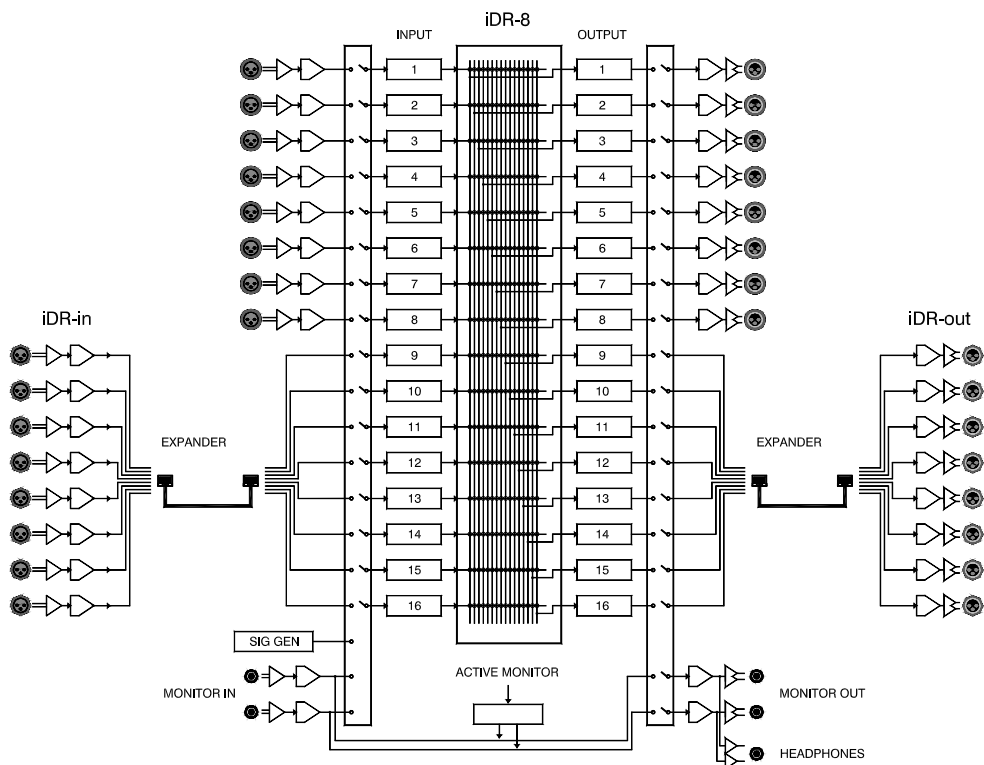 iDR-8
INPUT
OUTPUT
1
1
2
2
3
3
4
4
5
5
6
6
7
7
8
8
iDR-in
iDR-out
9
9
10
10
11
11
EXPANDER
EXPANDER
12
12
13
13
14
14
15
15
16
16
SIG GEN
ACTIVE MONITOR
MONITOR IN
MONITOR OUT
HEADPHONES